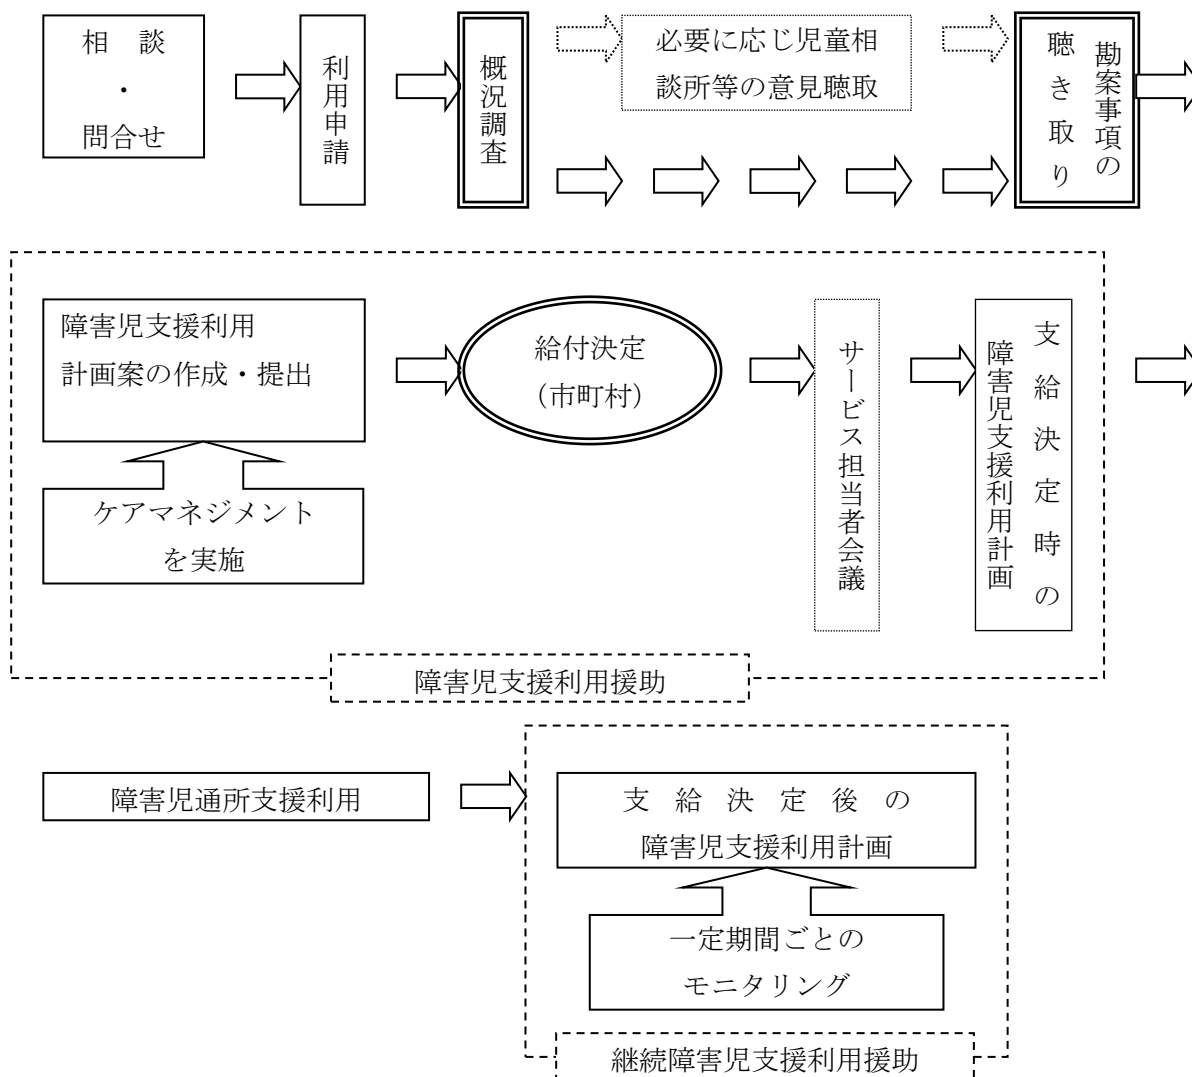 相　談
・
問合せ
利用申請
概況調査
必要に応じ児童相
談所等の意見聴取
勘案事項の
聴き取り
障害児支援利用
計画案の作成・提出
ケアマネジメント
を実施
給付決定
（市町村）
サービス担当者会議
支給決定時の
障害児支援利用計画
障害児支援利用援助
障害児通所支援利用
支給決定後の
障害児支援利用計画
一定期間ごとの
モニタリング
継続障害児支援利用援助